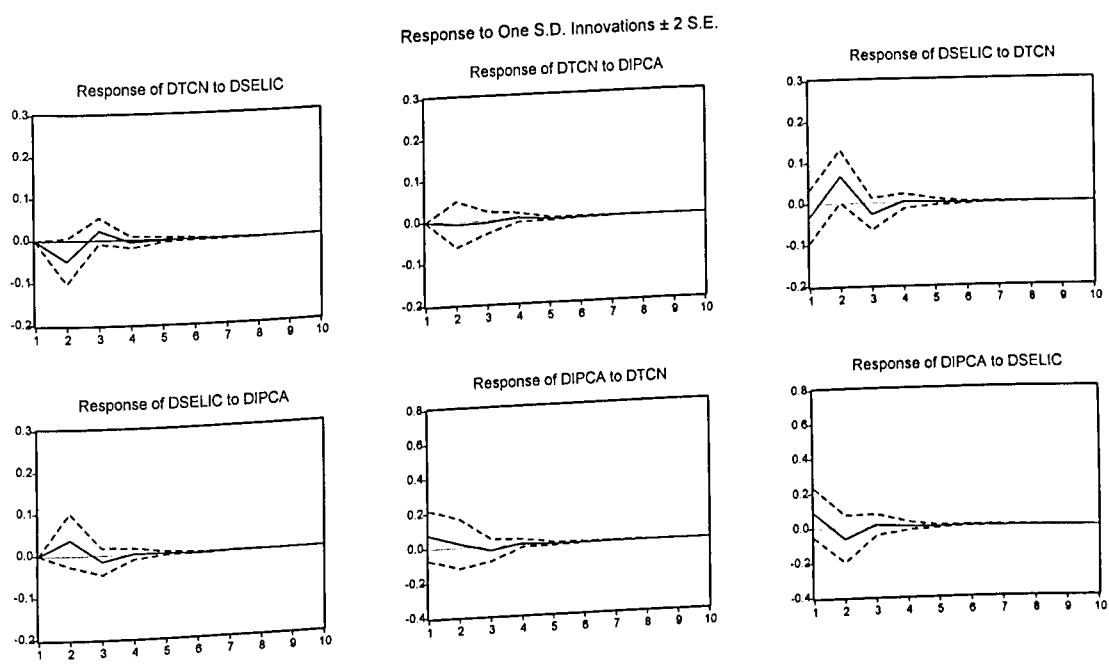 Response to One S.D. Innovations ± 2 S.E.
Response of DTCN to DSELIC
0.3
0.2
0.1
0.0
-0.1
-0.2
1 2 3 4 5 6 7 8 9 10
Response of DTCN to DIPCA
0.3
0.2
0.1
0.0
-0.1
-0.2
1 2 3 4 5 6 7 8 9 10
Response of DSELIC to DTCN
0.3
0.2
0.1
0.0
-0.1
-0.2
1 2 3 4 5 6 7 8 9 10
Response of DSELIC to DIPCA
0.3
0.2
0.1
0.0
-0.1
-0.2
1 2 3 4 5 6 7 8 9 10
Response of DIPCA to DTCN
0.8
0.6
0.4
0.2
0.0
-0.2
-0.4
1 2 3 4 5 6 7 8 9 10
Response of DIPCA to DSELIC
0.8
0.6
0.4
0.2
0.0
-0.2
-0.4
1 2 3 4 5 6 7 8 9 10